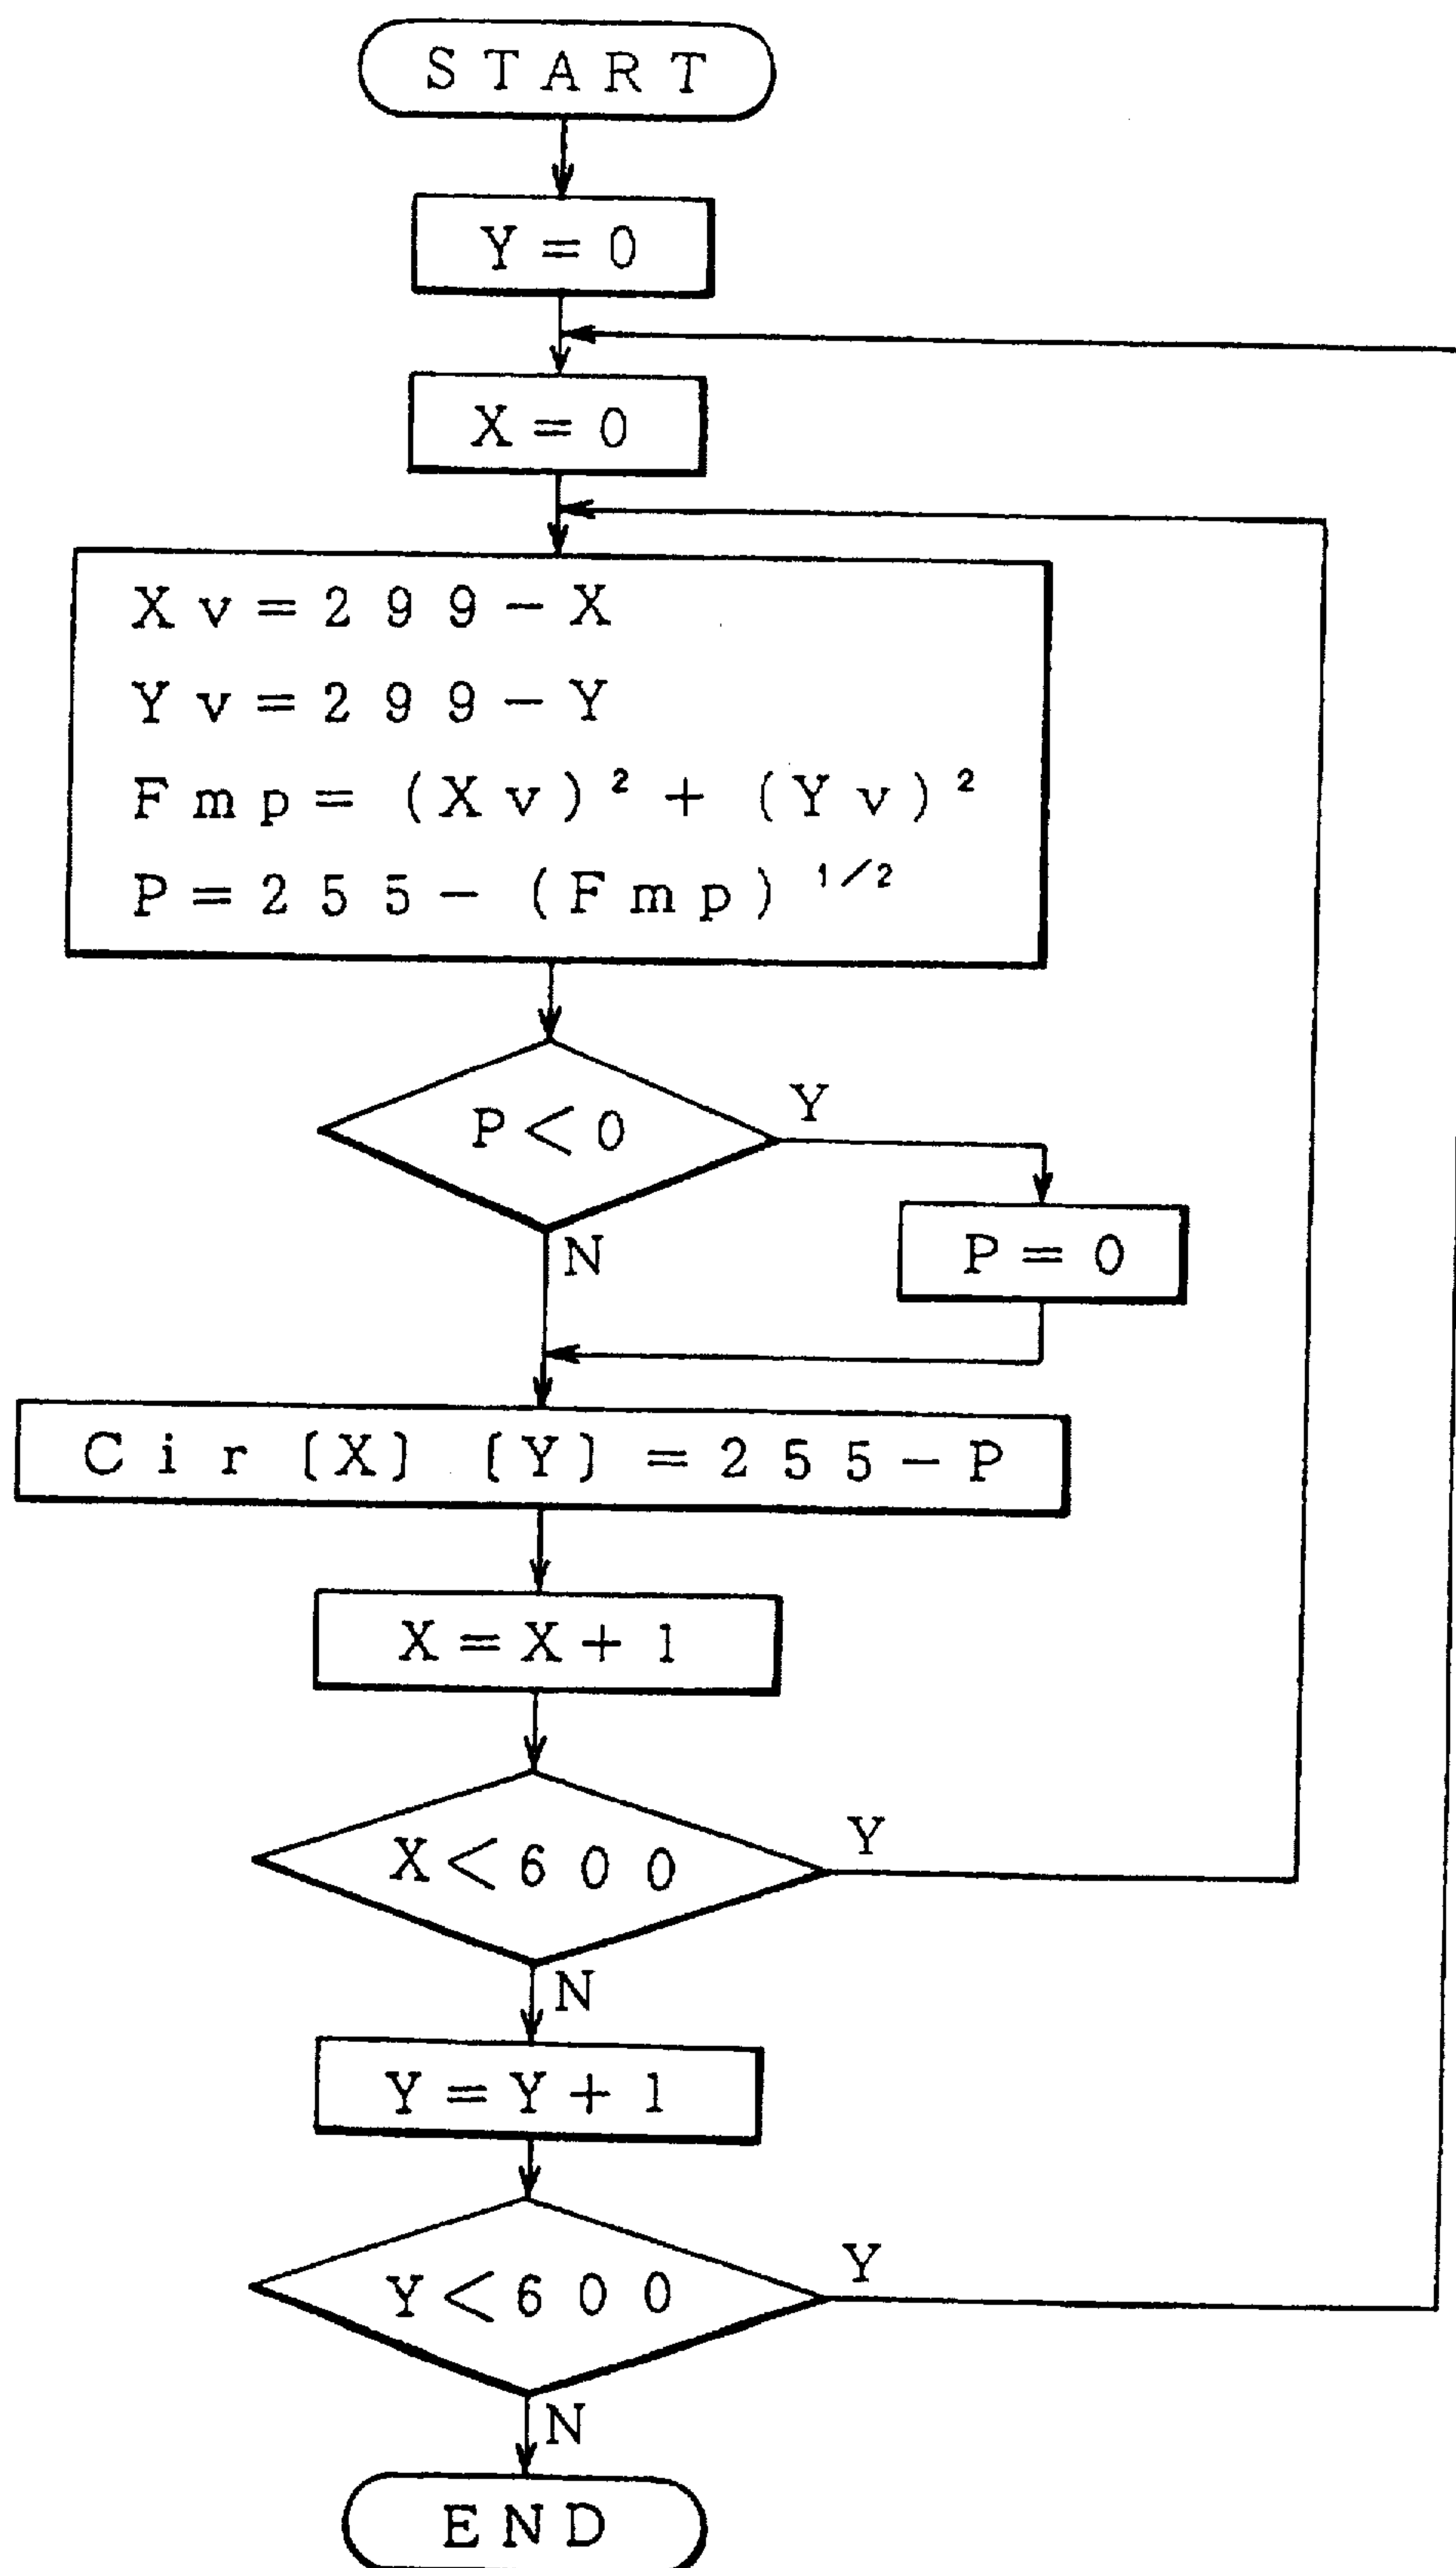 START
Y=0
X=0
Xv=299-X
Yv=299-Y
Fmp=(Xv)²+(Yv)²
P=255-(Fmp)^1/2
P<0
Y
N
P=0
Cir[X][Y]=255-P
X=X+1
X<600
Y
N
Y=Y+1
Y<600
Y
N
END